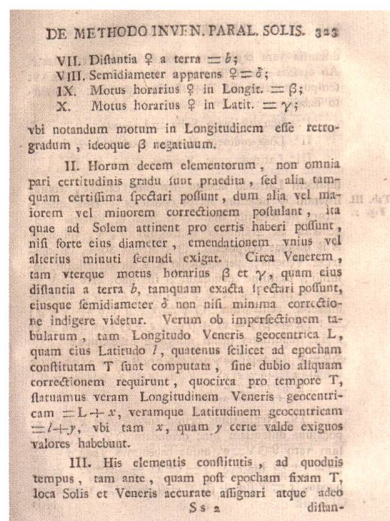 DE METHODO INVEN. PARAL. SOLIS. 323
VII. Diſtantia ♀ a terra = b;
VIII. Semidiameter apparens ♀ = δ;
IX. Motus horarius ♀ in Longit. = β;
X. Motus horarius ♀ in Latit. = γ;
vbi notandum motum in Longitudinem eſſe retro-
gradum, ideoque β negatiuum.
II. Horum decem elementorum, non omnia
pari certitudinis gradu ſunt praedita, ſed alia tam-
quam certiſſima ſpectari poſſunt, dum alia vel ma-
iorem vel minorem correctionem poſtulant, ita
quae ad Solem attinent pro certis haberi poſſunt,
niſi forte eius diameter, emendationem vnius vel
alterius minuti ſecundi exigat. Circa Venerem,
tam vterque motus horarius β et γ, quam eius
diſtantia a terra b, tamquam exacta ſpectari poſſunt,
eiusque ſemidiameter δ non niſi minima correctio-
ne indigere videtur. Verum ob imperfectionem ta-
bularum, tam Longitudo Veneris geocentrica L,
quam eius Latitudo l, quatenus ſcilicet ad epocham
conſtitutam T ſunt computata, ſine dubio aliquam
correctionem requirunt, quocirca pro tempore T,
ſtatuamus veram Longitudinem Veneris geocentri-
cam = L+x, veramque Latitudinem geocentricam
= l+y, vbi tam x, quam y certe valde exiguos
valores habebunt.
III. His elementis conſtitutis, ad quoduis
tempus, tam ante, quam poſt epocham fixam T,
loca Solis et Veneris accurate aſſignari atque adeo
S s 2 diſtan-